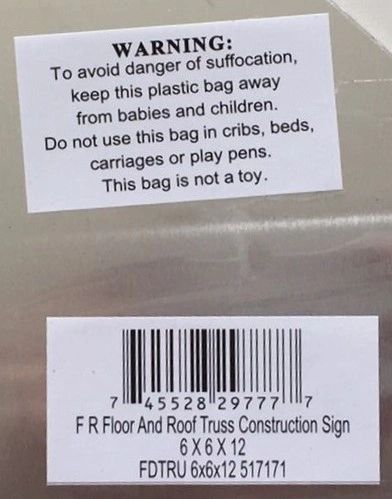 WARNING:
To avoid danger of suffocation,
keep this plastic bag away
from babies and children.
Do not use this bag in cribs, beds,
carriages or play pens.
This bag is not a toy.
7 45528 29777 7
F R Floor And Roof Truss Construction Sign
6 X 6 X 12
FDTRU 6x6x12 517171